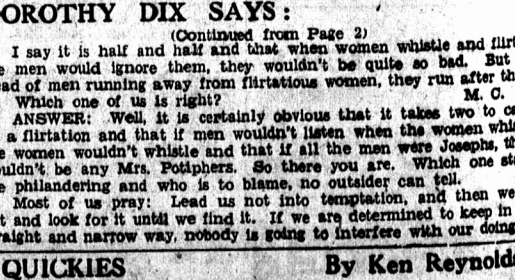 OROTHY DIX SAYS:
(Continued from Page 2)
I say it is half and half and that when women whistle and flirt
e men would ignore them, they wouldn't be quite so bad. But
ead of men running away from flirtatious women, they run after th
Which one of us is right? M. C.
ANSWER: Well, it is certainly obvious that it takes two to ca
a flirtation and that if men wouldn't listen when the women whis
e women wouldn't whistle and that if all the men were Josephs, th
uldn't be any Mrs. Potiphers. So there you are. Which one sta
e philandering and who is to blame, no outsider can tell.
Most of us pray: Lead us not into temptation, and then we
t and look for it until we find it. If we are determined to keep in
raight and narrow way, nobody is going to interfere with our doing
QUICKIES By Ken Reynolds